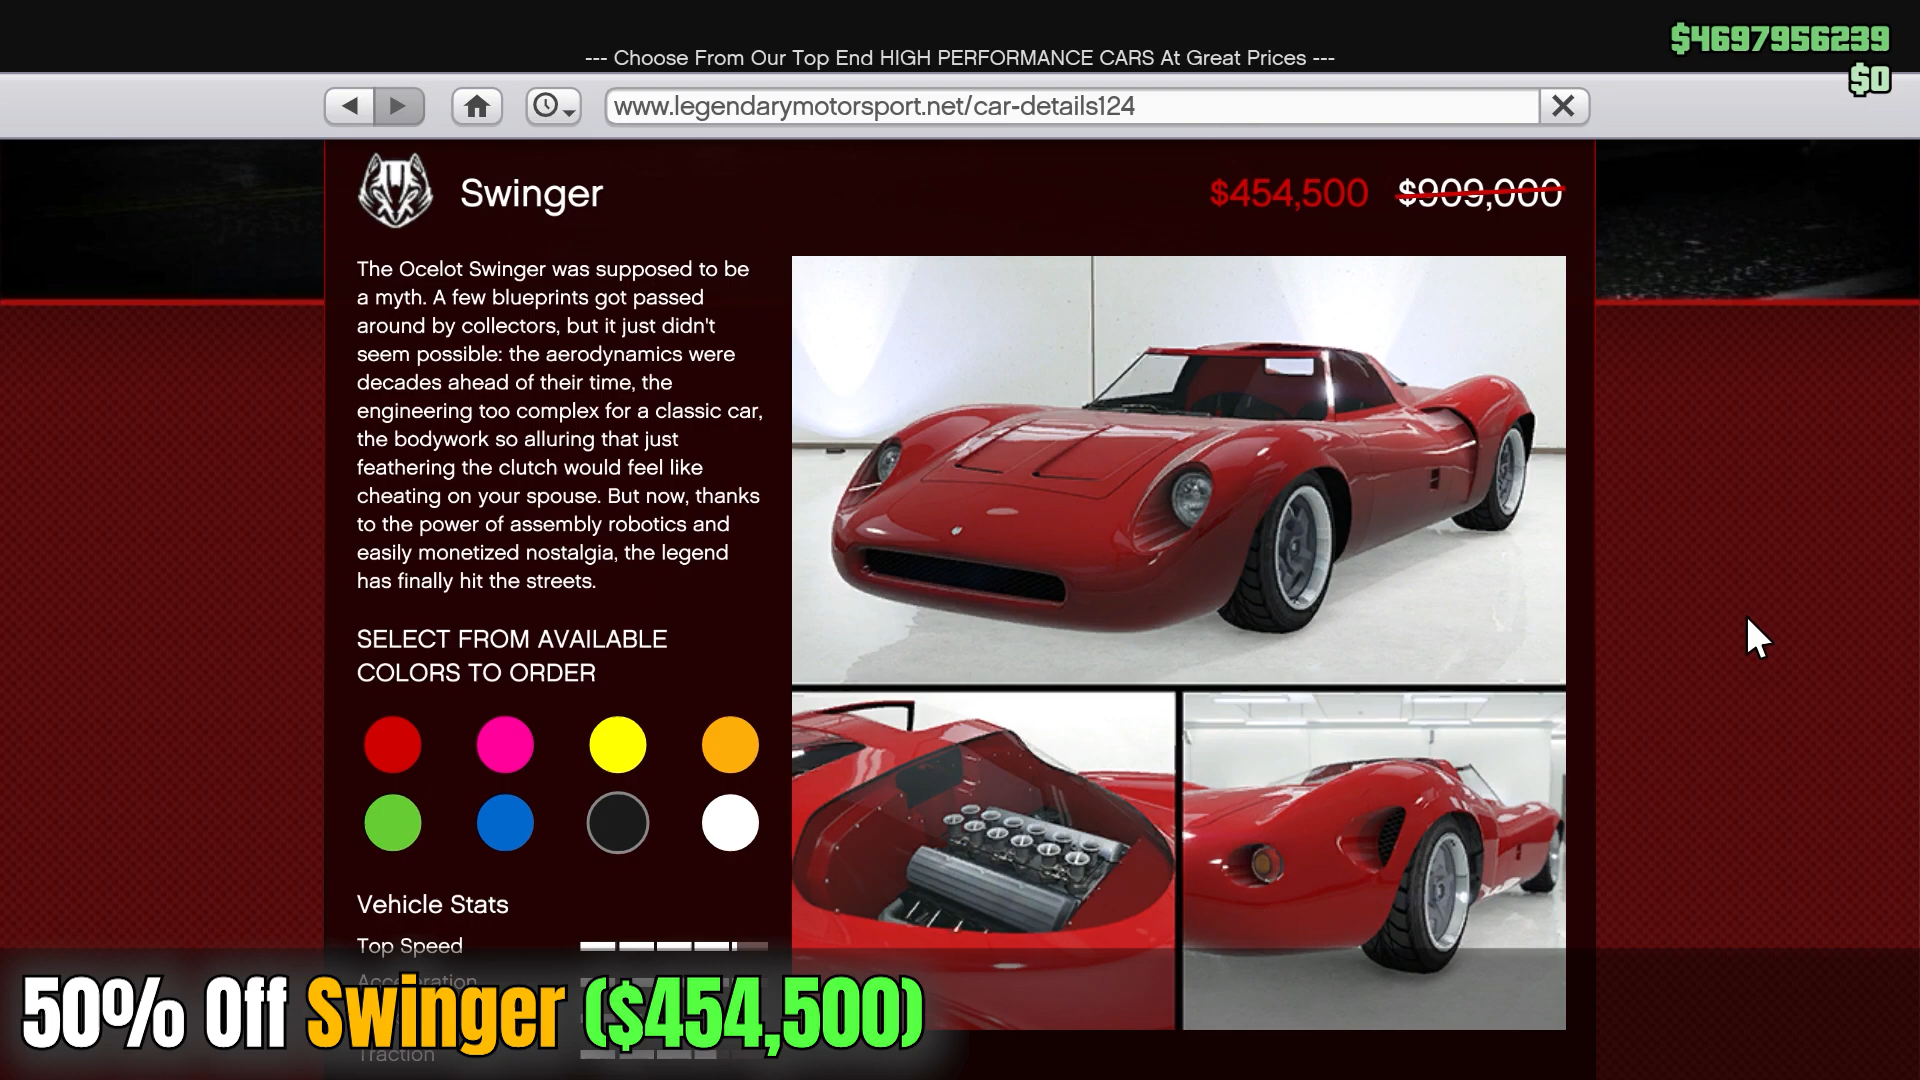 --- Choose From Our Top End HIGH PERFORMANCE CARS At Great Prices ---
$4697956239
$0
www.legendarymotorsport.net/car-details124
Swinger
$454,500 $909,000
The Ocelot Swinger was supposed to be
a myth. A few blueprints got passed
around by collectors, but it just didn't
seem possible: the aerodynamics were
decades ahead of their time, the
engineering too complex for a classic car,
the bodywork so alluring that just
feathering the clutch would feel like
cheating on your spouse. But now, thanks
to the power of assembly robotics and
easily monetized nostalgia, the legend
has finally hit the streets.
SELECT FROM AVAILABLE
COLORS TO ORDER
Vehicle Stats
Top Speed
Acceleration
50% Off Swinger ($454,500)
Traction